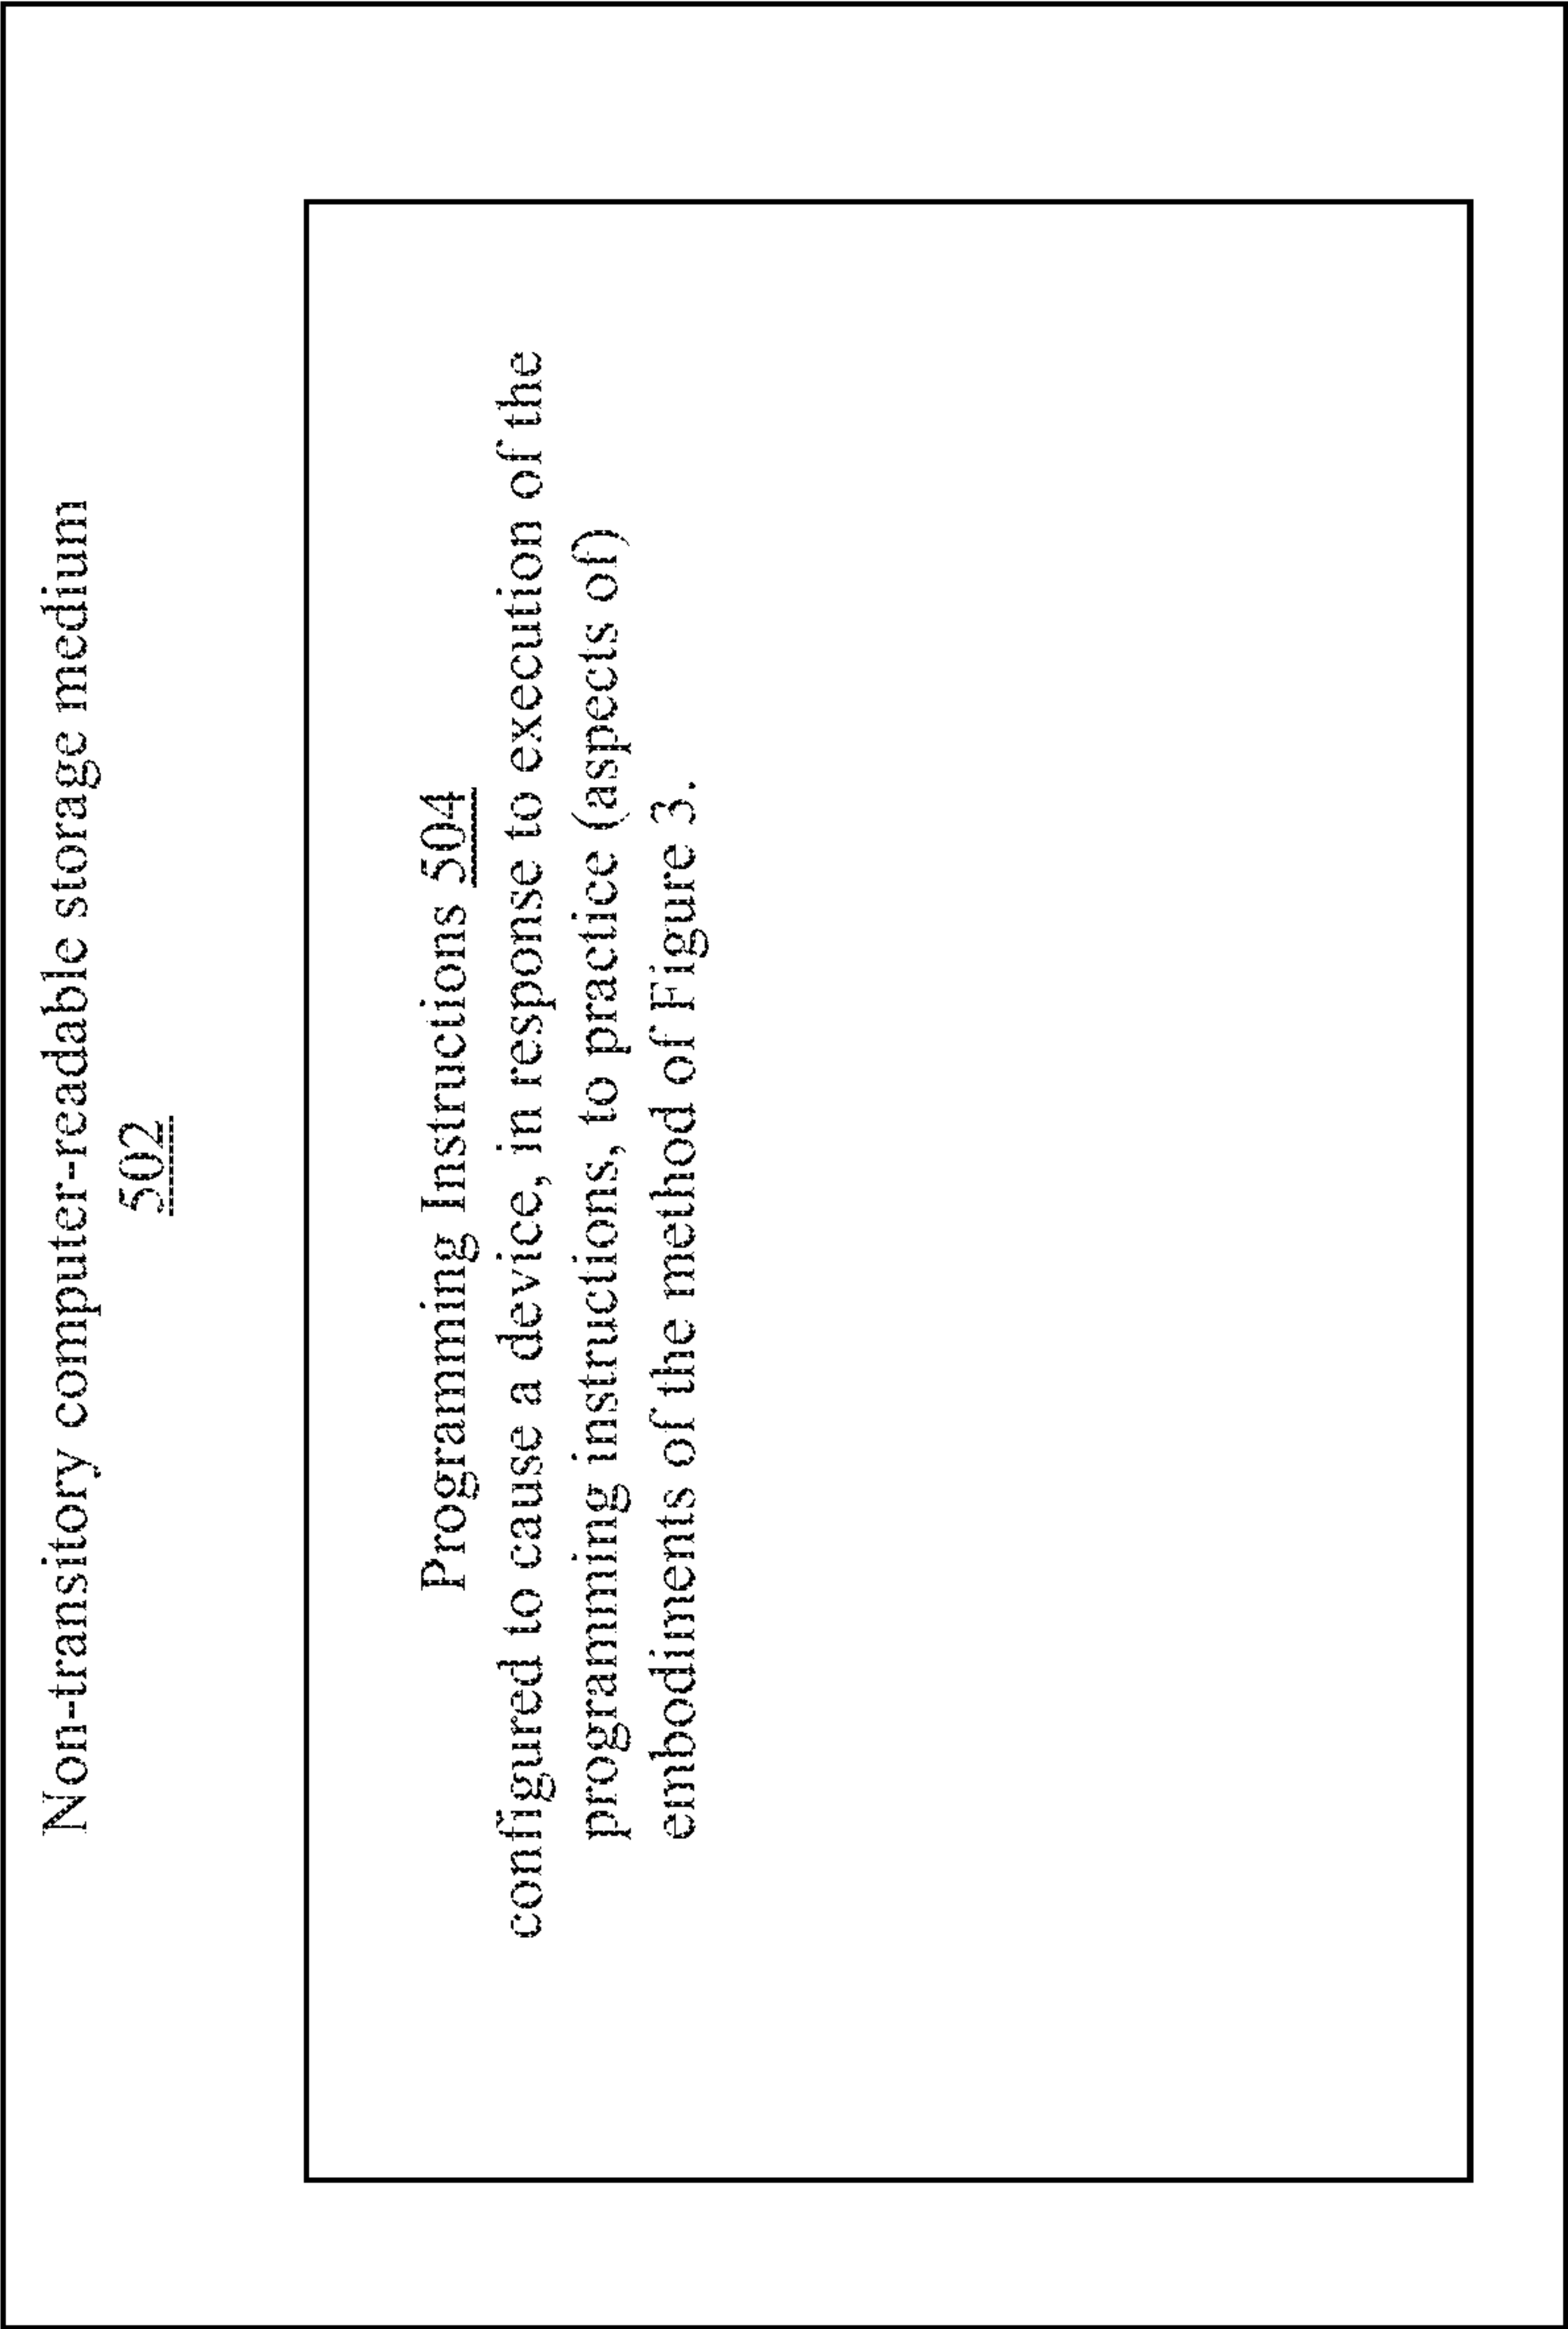 Non-transitory computer-readable storage medium
502
Programming Instructions 504
configured to cause a device, in response to execution of the
programming instructions, to practice (aspects of)
embodiments of the method of Figure 3.